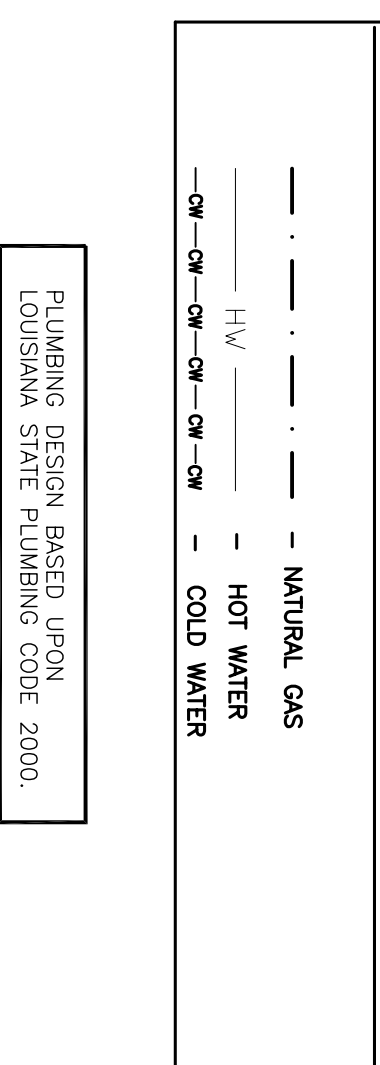 - NATURAL GAS
HW - HOT WATER
CW CW CW CW CW CW - COLD WATER
PLUMBING DESIGN BASED UPON
LOUISIANA STATE PLUMBING CODE 2000.